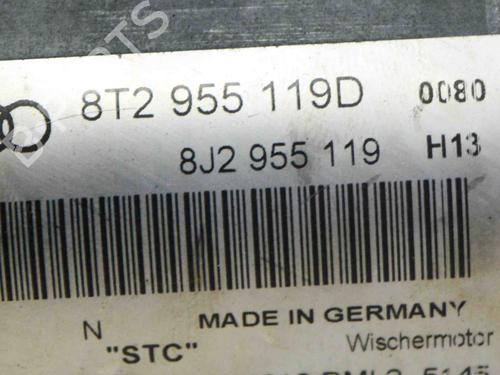 8T2 955 119D 0080
8J2 955 119 H13
N MADE IN GERMANY
"STC" Wischermotor